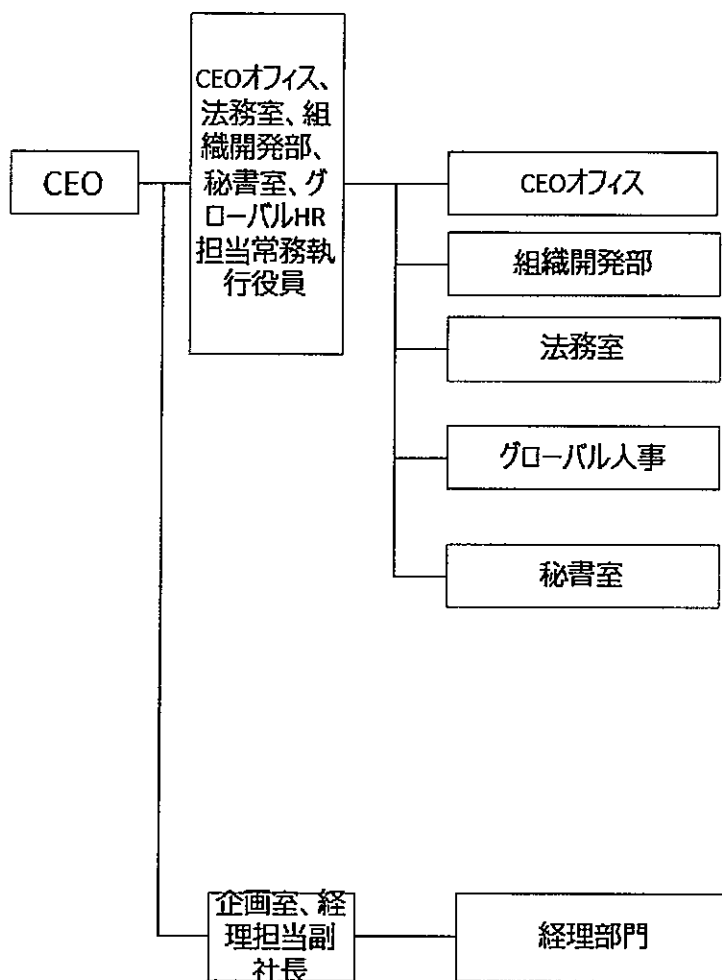 CEO
CEOオフィス、
法務室、組
織開発部、
秘書室、グ
ローバルHR
担当常務執
行役員
CEOオフィス
組織開発部
法務室
グローバル人事
秘書室
企画室、経
理担当副
社長
経理部門